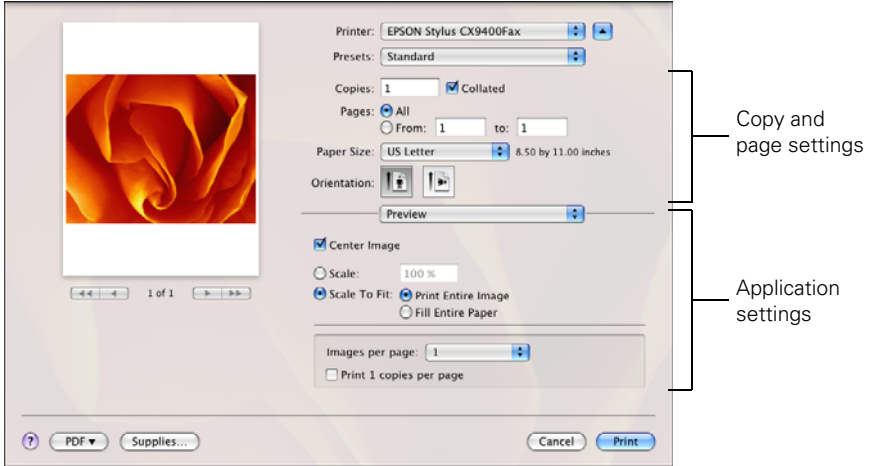 Printer: EPSON Stylus CX9400Fax
Presets: Standard
Copies: 1 Collated
Pages: All
From: 1 to: 1
Paper Size: US Letter 8.50 by 11.00 inches
Orientation:
Preview
Center Image
Scale: 100 %
Scale To Fit: Print Entire Image
Fill Entire Paper
Images per page: 1
Print 1 copies per page
1 of 1
? PDF Supplies... Cancel Print
Copy and
page settings
Application
settings